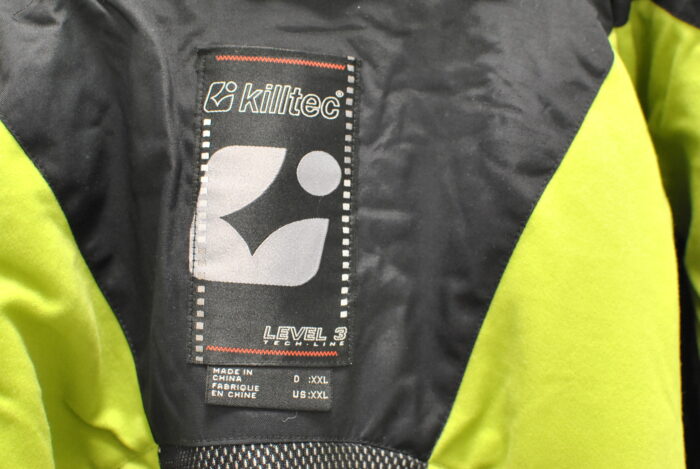 killtec®
LEVEL 3
TECH-LINE
MADE IN
CHINA
FABRIQUE
EN CHINE
D :XXL
US:XXL